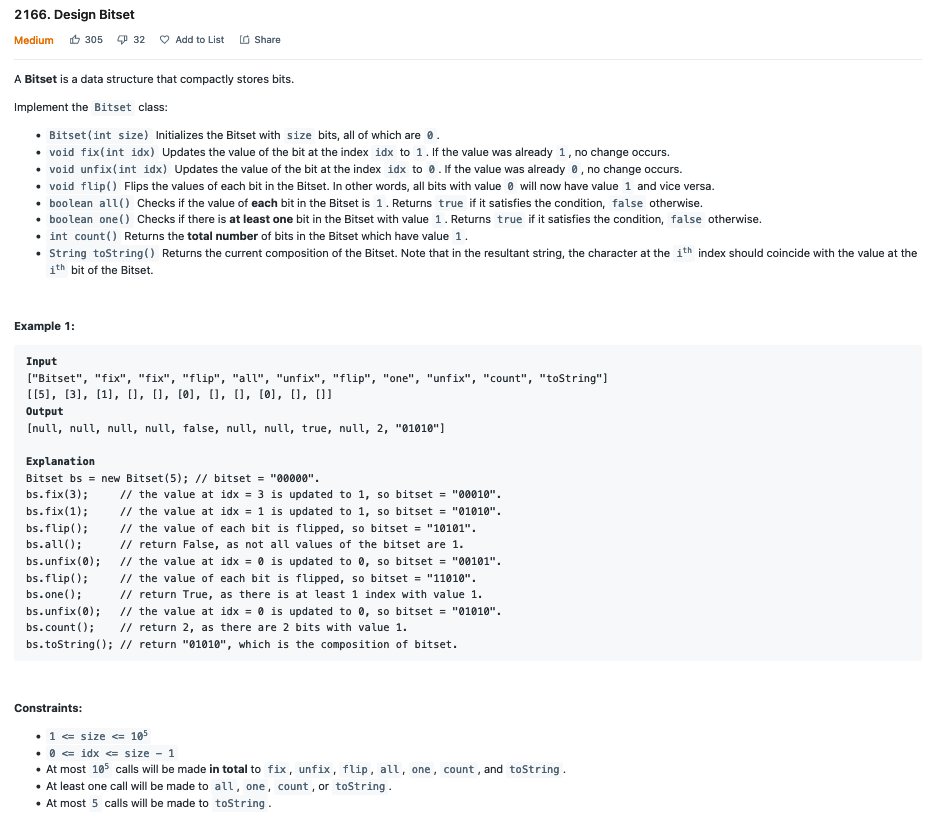 2166. Design Bitset
Medium 305 32 Add to List Share
A Bitset is a data structure that compactly stores bits.
Implement the Bitset class:
• Bitset(int size) Initializes the Bitset with size bits, all of which are 0.
• void fix(int idx) Updates the value of the bit at the index idx to 1. If the value was already 1, no change occurs.
• void unfix(int idx) Updates the value of the bit at the index idx to 0. If the value was already 0, no change occurs.
• void flip() Flips the values of each bit in the Bitset. In other words, all bits with value 0 will now have value 1 and vice versa.
• boolean all() Checks if the value of each bit in the Bitset is 1. Returns true if it satisfies the condition, false otherwise.
• boolean one() Checks if there is at least one bit in the Bitset with value 1. Returns true if it satisfies the condition, false otherwise.
• int count() Returns the total number of bits in the Bitset which have value 1.
• String toString() Returns the current composition of the Bitset. Note that in the resultant string, the character at the ith index should coincide with the value at the
ith bit of the Bitset.
Example 1:
Input
["Bitset", "fix", "fix", "flip", "all", "unfix", "flip", "one", "unfix", "count", "toString"]
[[5], [3], [1], [], [], [0], [], [], [0], [], []]
Output
[null, null, null, null, false, null, null, true, null, 2, "01010"]
Explanation
Bitset bs = new Bitset(5); // bitset = "00000".
bs.fix(3);     // the value at idx = 3 is updated to 1, so bitset = "00010".
bs.fix(1);     // the value at idx = 1 is updated to 1, so bitset = "01010".
bs.flip();     // the value of each bit is flipped, so bitset = "10101".
bs.all();      // return False, as not all values of the bitset are 1.
bs.unfix(0);   // the value at idx = 0 is updated to 0, so bitset = "00101".
bs.flip();     // the value of each bit is flipped, so bitset = "11010".
bs.one();      // return True, as there is at least 1 index with value 1.
bs.unfix(0);   // the value at idx = 0 is updated to 0, so bitset = "01010".
bs.count();    // return 2, as there are 2 bits with value 1.
bs.toString(); // return "01010", which is the composition of bitset.
Constraints:
• 1 <= size <= 10⁵
• 0 <= idx <= size - 1
• At most 10⁵ calls will be made in total to fix, unfix, flip, all, one, count, and toString.
• At least one call will be made to all, one, count, or toString.
• At most 5 calls will be made to toString.